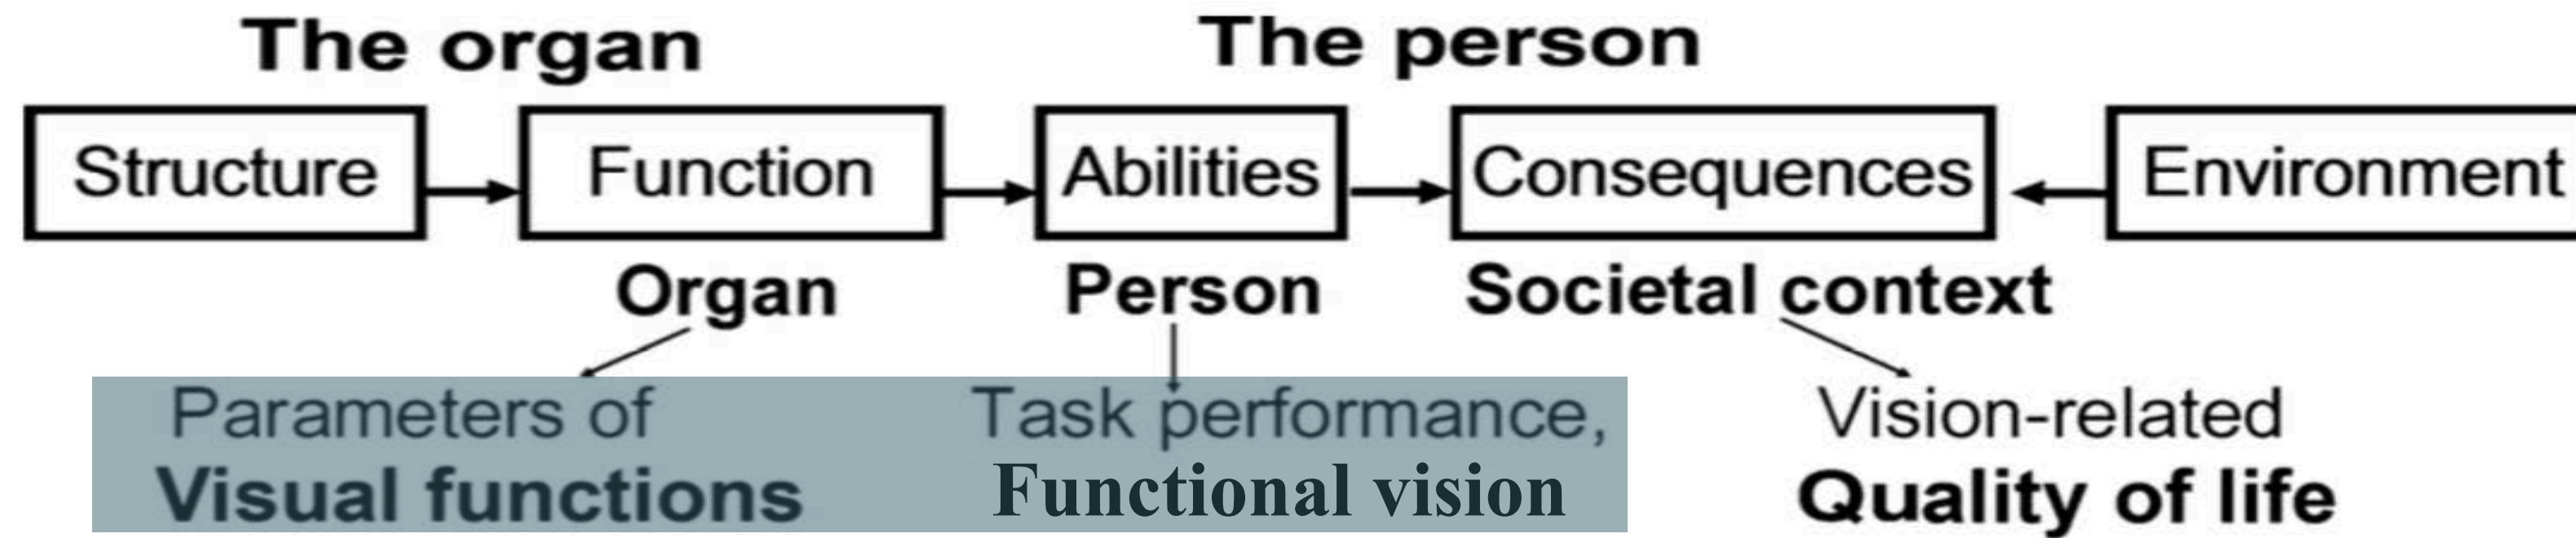 The organ The person
Structure Function Abilities Consequences Environment
Organ Person Societal context
Parameters of Task performance, Vision-related
Visual functions Functional vision Quality of life